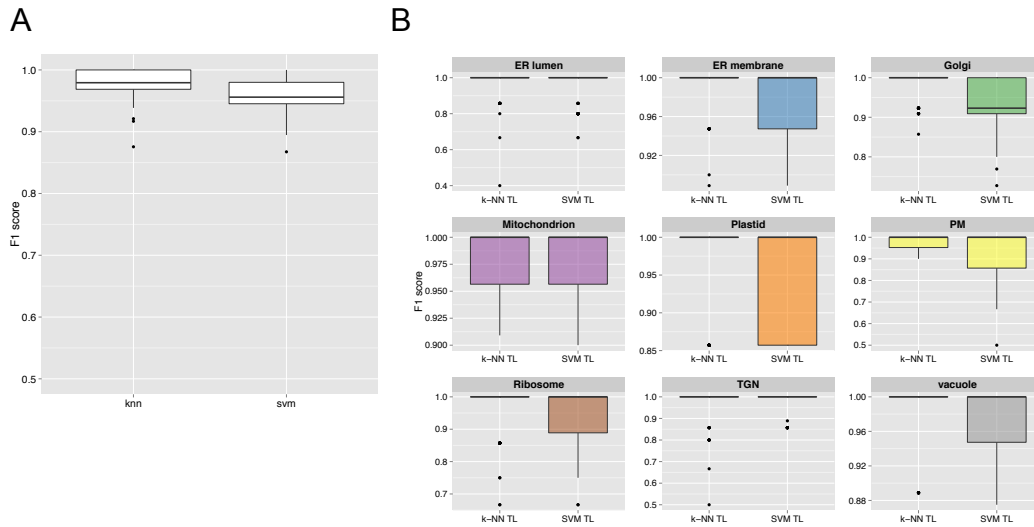 A
F1 score
1.0
0.9
0.8
0.7
0.6
0.5
knn
svm
B
F1 score
ER lumen
1.0
0.8
0.6
0.4
k−NN TL
SVM TL
ER membrane
1.00
0.96
0.92
k−NN TL
SVM TL
Golgi
1.0
0.9
0.8
k−NN TL
SVM TL
Mitochondrion
1.000
0.975
0.950
0.925
0.900
k−NN TL
SVM TL
Plastid
1.00
0.95
0.90
0.85
k−NN TL
SVM TL
PM
1.0
0.9
0.8
0.7
0.6
0.5
k−NN TL
SVM TL
Ribosome
1.0
0.9
0.8
0.7
k−NN TL
SVM TL
TGN
1.0
0.9
0.8
0.7
0.6
0.5
k−NN TL
SVM TL
vacuole
1.00
0.96
0.92
0.88
k−NN TL
SVM TL